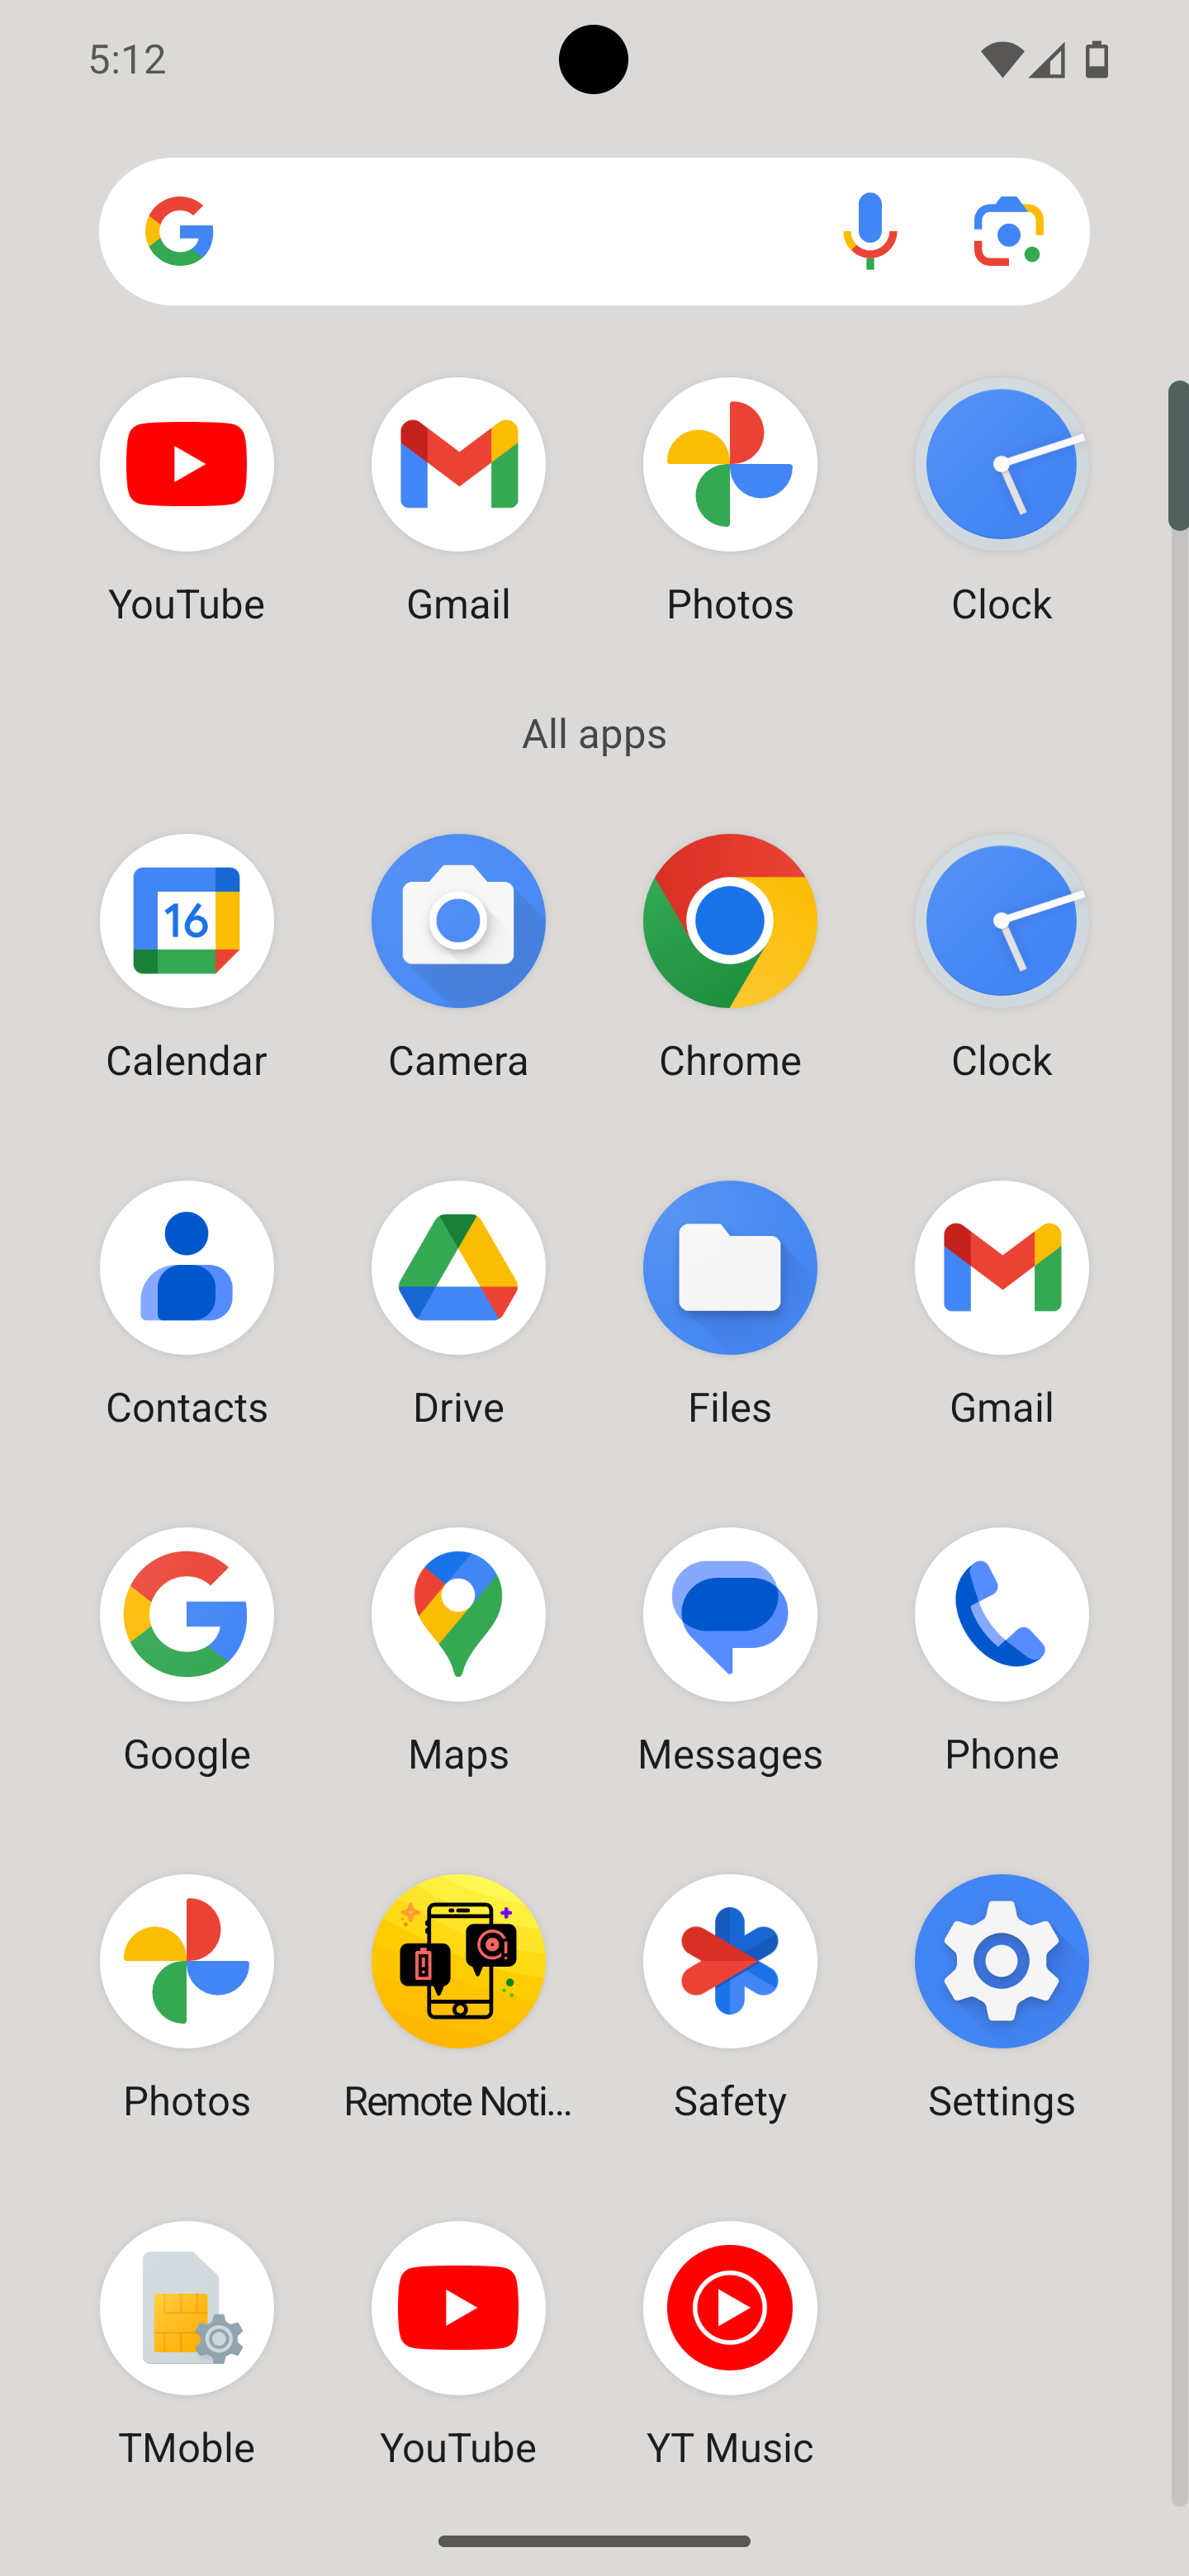 5:12
YouTube
Gmail
Photos
Clock
All apps
16
Calendar
Camera
Chrome
Clock
Contacts
Drive
Files
Gmail
Google
Maps
Messages
Phone
Photos
Remote Noti...
Safety
Settings
TMoble
YouTube
YT Music